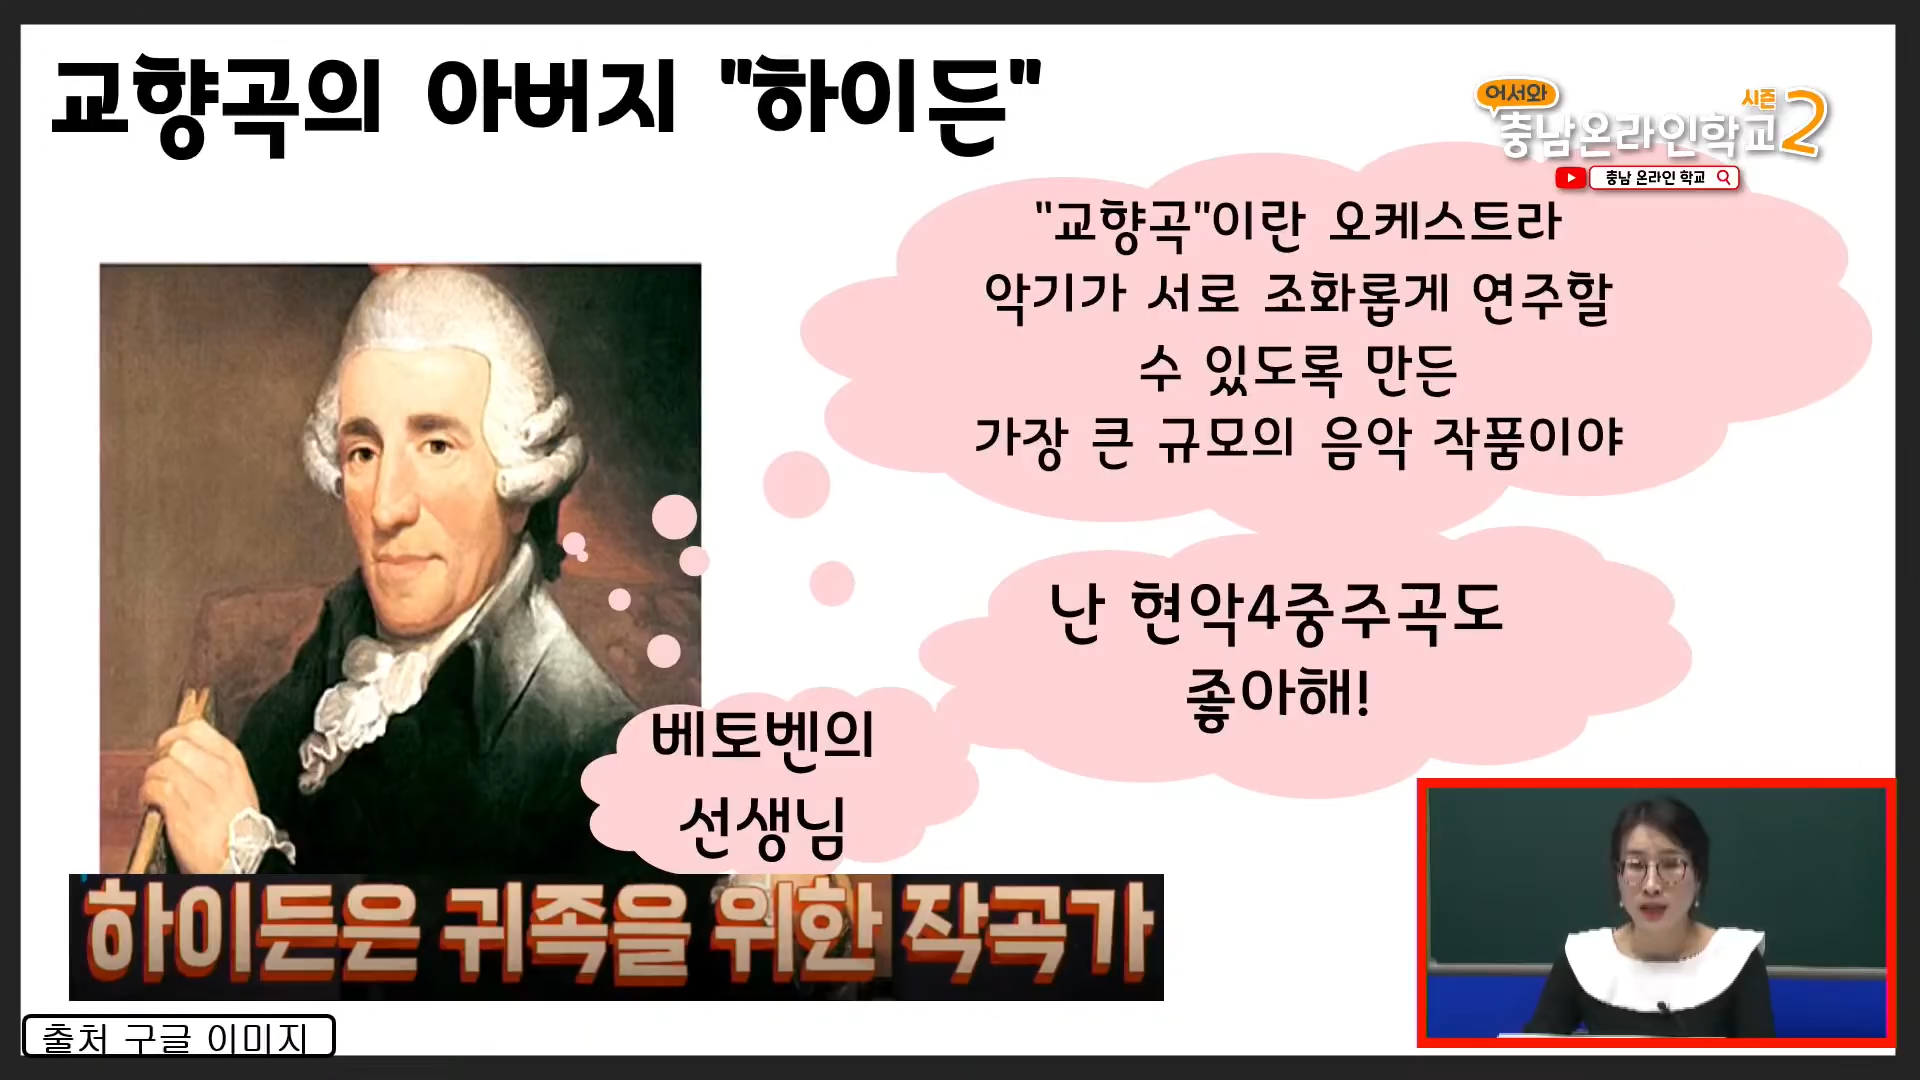 교향곡의 아버지 "하이든"
어서와
시즌
충남온라인학교2
충남 온라인 학교
"교향곡"이란 오케스트라
악기가 서로 조화롭게 연주할
수 있도록 만든
가장 큰 규모의 음악 작품이야
난 현악4중주곡도
좋아해!
베토벤의
선생님
하이든은 귀족을 위한 작곡가
출처 구글 이미지